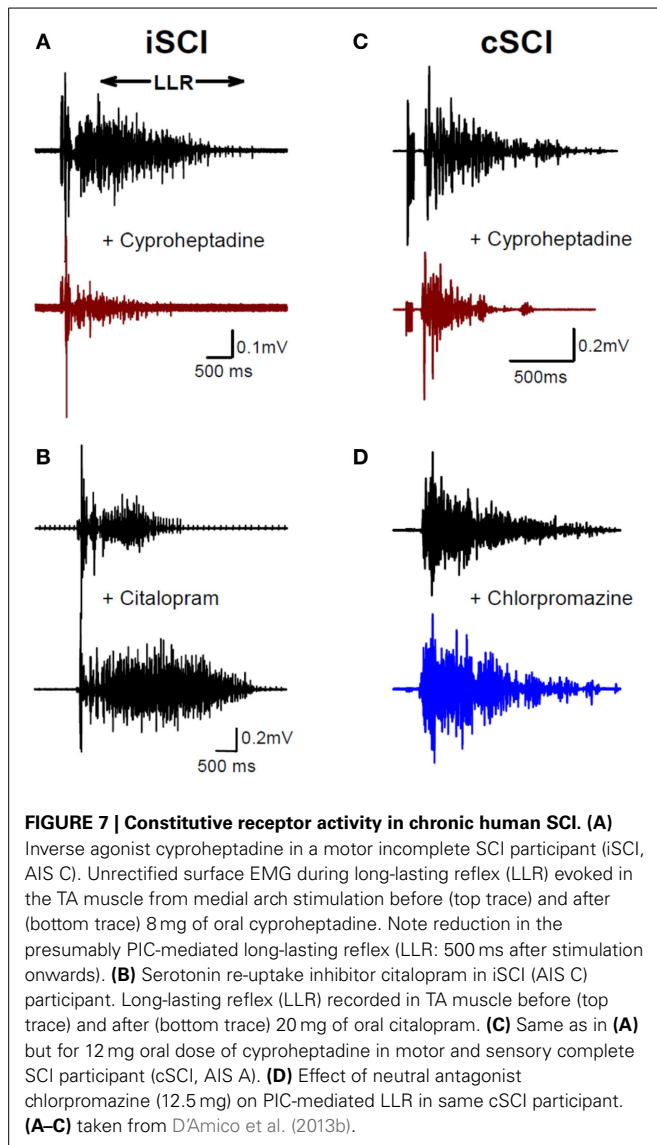 iSCI
cSCI
A
C
LLR
+ Cyproheptadine
+ Cyproheptadine
0.1mV
500 ms
0.2mV
500ms
B
D
+ Citalopram
+ Chlorpromazine
0.2mV
500 ms
FIGURE 7 | Constitutive receptor activity in chronic human SCI. (A)
Inverse agonist cyproheptadine in a motor incomplete SCI participant (iSCI,
AIS C). Unrectified surface EMG during long-lasting reflex (LLR) evoked in
the TA muscle from medial arch stimulation before (top trace) and after
(bottom trace) 8 mg of oral cyproheptadine. Note reduction in the
presumably PIC-mediated long-lasting reflex (LLR: 500 ms after stimulation
onwards). (B) Serotonin re-uptake inhibitor citalopram in iSCI (AIS C)
participant. Long-lasting reflex (LLR) recorded in TA muscle before (top
trace) and after (bottom trace) 20 mg of oral citalopram. (C) Same as in (A)
but for 12 mg oral dose of cyproheptadine in motor and sensory complete
SCI participant (cSCI, AIS A). (D) Effect of neutral antagonist
chlorpromazine (12.5 mg) on PIC-mediated LLR in same cSCI participant.
(A–C) taken from D'Amico et al. (2013b).